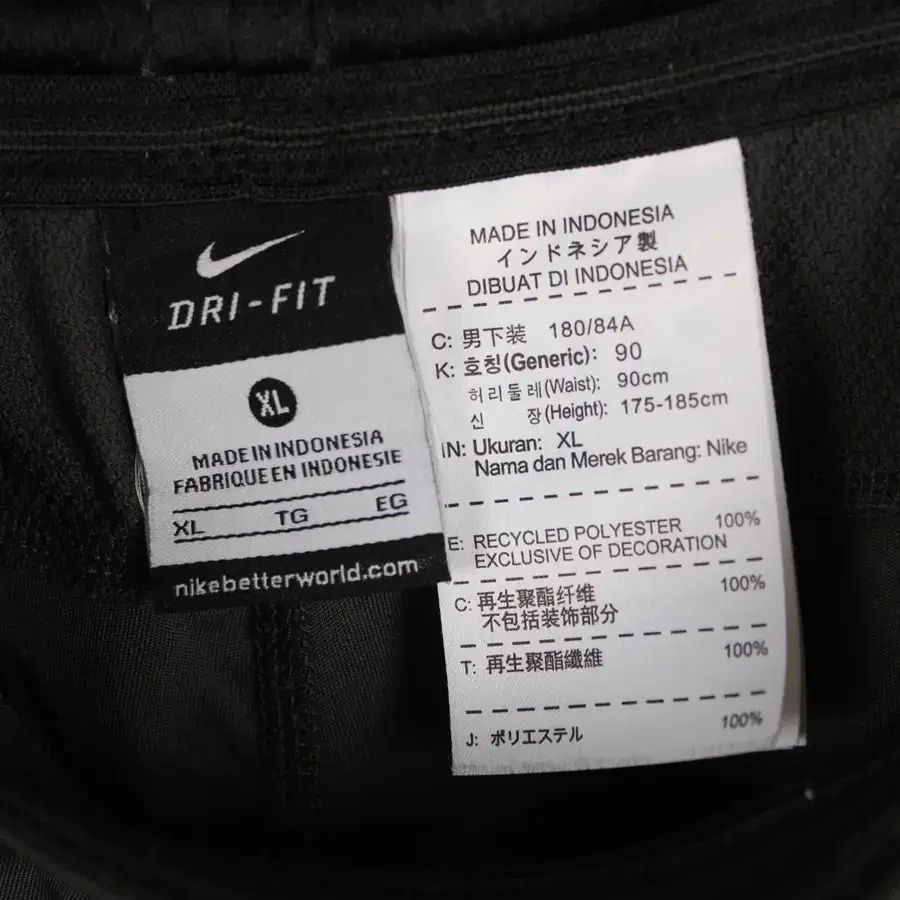 DRI-FIT
XL
MADE IN INDONESIA
FABRIQUE EN INDONESIE
XL TG EG
nikebetterworld.com
MADE IN INDONESIA
インドネシア製
DIBUAT DI INDONESIA
C: 男下装 180/84A
K: 호칭(Generic): 90
허리둘레(Waist): 90cm
신 장(Height): 175-185cm
IN: Ukuran: XL
Nama dan Merek Barang: Nike
E: RECYCLED POLYESTER 100%
EXCLUSIVE OF DECORATION
C: 再生聚酯纤维 100%
不包括装饰部分
T: 再生聚酯纖維 100%
J: ポリエステル 100%